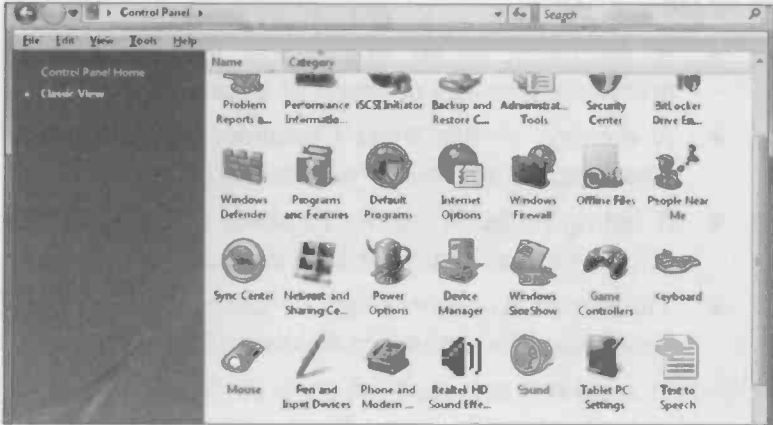 Control Panel
Search
File Edit View Tools Help
Control Panel Home
Classic View
Name Category
Problem Reports a...
Performance Informatio...
iSCSI Initiator
Backup and Restore C...
Administrat... Tools
Security Center
BitLocker Drive En...
Windows Defender
Programs and Features
Default Programs
Internet Options
Windows Firewall
Offline Files
People Near Me
Sync Center
Network and Sharing Ce...
Power Options
Device Manager
Windows SideShow
Game Controllers
Keyboard
Mouse
Pen and Input Devices
Phone and Modem ...
Realtek HD Sound Effe...
Sound
Tablet PC Settings
Text to Speech